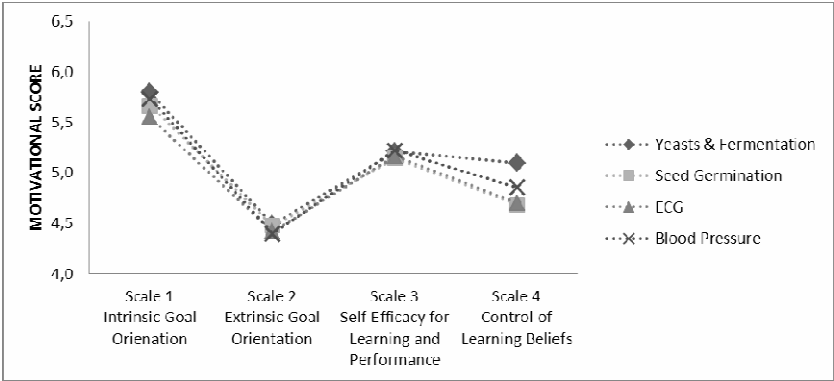 6,5
6,0
5,5
5,0
4,5
4,0
MOTIVATIONAL SCORE
Scale 1
Intrinsic Goal
Orienation
Scale 2
Extrinsic Goal
Orientation
Scale 3
Self Efficacy for
Learning and
Performance
Scale 4
Control of
Learning Beliefs
Yeasts & Fermentation
Seed Germination
ECG
Blood Pressure